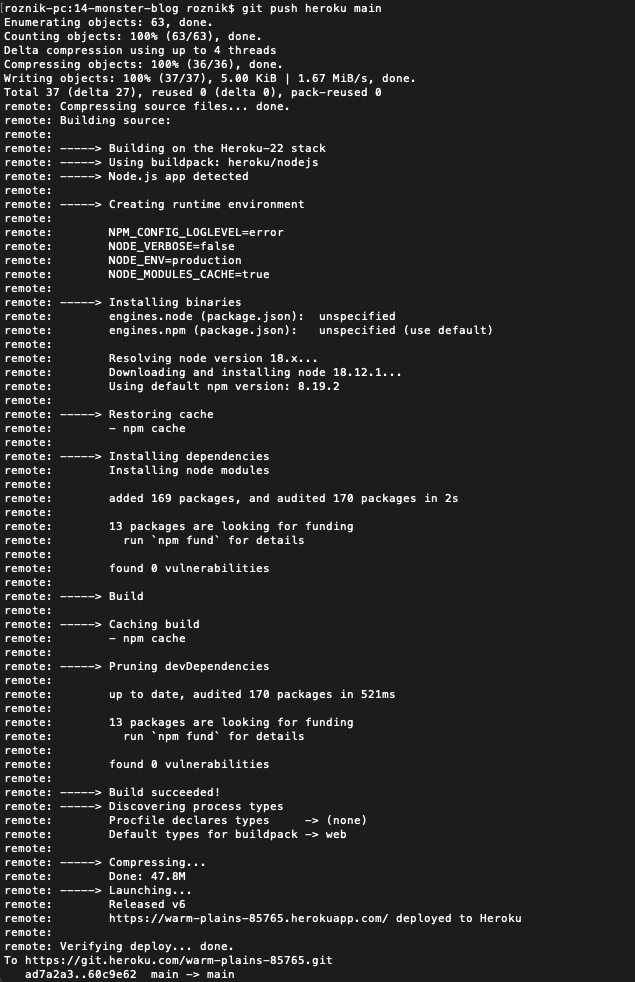 [roznik-pc:14-monster-blog roznik$ git push heroku main
Enumerating objects: 63, done.
Counting objects: 100% (63/63), done.
Delta compression using up to 4 threads
Compressing objects: 100% (36/36), done.
Writing objects: 100% (37/37), 5.00 KiB | 1.67 MiB/s, done.
Total 37 (delta 27), reused 0 (delta 0), pack-reused 0
remote: Compressing source files... done.
remote: Building source:
remote:
remote: -----> Building on the Heroku-22 stack
remote: -----> Using buildpack: heroku/nodejs
remote: -----> Node.js app detected
remote:
remote: -----> Creating runtime environment
remote:
remote:        NPM_CONFIG_LOGLEVEL=error
remote:        NODE_VERBOSE=false
remote:        NODE_ENV=production
remote:        NODE_MODULES_CACHE=true
remote:
remote: -----> Installing binaries
remote:        engines.node (package.json):  unspecified
remote:        engines.npm (package.json):   unspecified (use default)
remote:
remote:        Resolving node version 18.x...
remote:        Downloading and installing node 18.12.1...
remote:        Using default npm version: 8.19.2
remote:
remote: -----> Restoring cache
remote:        - npm cache
remote:
remote: -----> Installing dependencies
remote:        Installing node modules
remote:
remote:        added 169 packages, and audited 170 packages in 2s
remote:
remote:        13 packages are looking for funding
remote:          run `npm fund` for details
remote:
remote:        found 0 vulnerabilities
remote:
remote: -----> Build
remote:
remote: -----> Caching build
remote:        - npm cache
remote:
remote: -----> Pruning devDependencies
remote:
remote:        up to date, audited 170 packages in 521ms
remote:
remote:        13 packages are looking for funding
remote:          run `npm fund` for details
remote:
remote:        found 0 vulnerabilities
remote:
remote: -----> Build succeeded!
remote: -----> Discovering process types
remote:        Procfile declares types     -> (none)
remote:        Default types for buildpack -> web
remote:
remote: -----> Compressing...
remote:        Done: 47.8M
remote: -----> Launching...
remote:        Released v6
remote:        https://warm-plains-85765.herokuapp.com/ deployed to Heroku
remote:
remote: Verifying deploy... done.
To https://git.heroku.com/warm-plains-85765.git
   ad7a2a3..60c9e62  main -> main